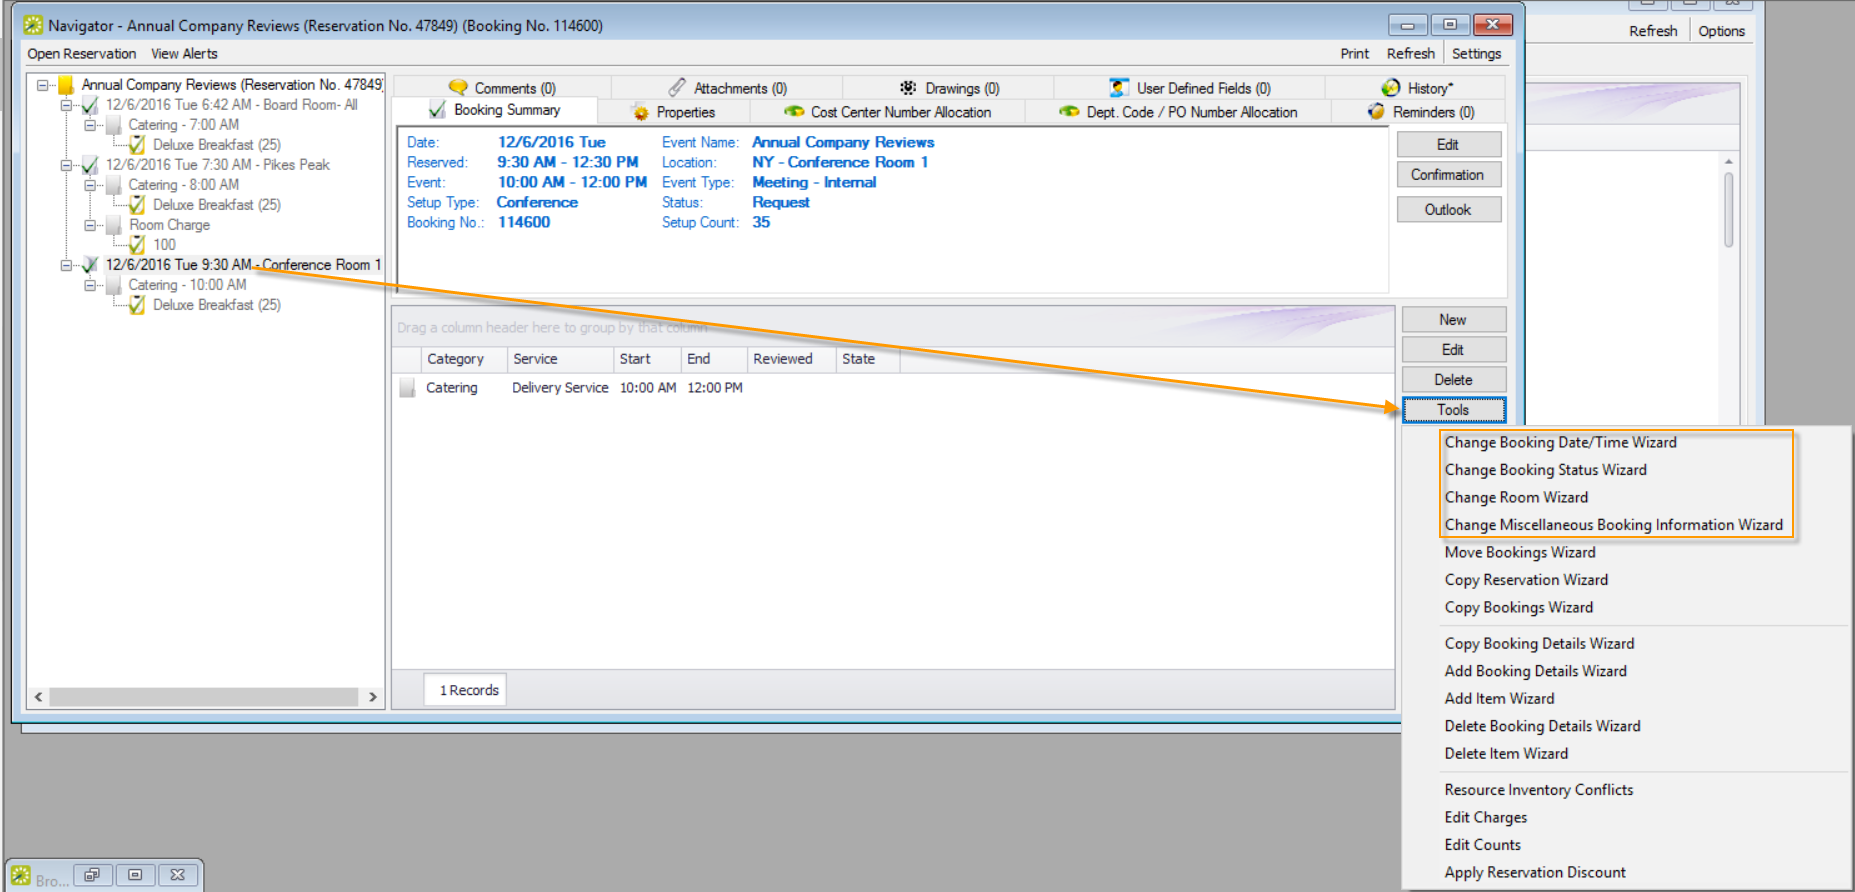 Navigator - Annual Company Reviews (Reservation No. 47849) (Booking No. 114600)
Refresh Options
Open Reservation View Alerts
Print Refresh Settings
Annual Company Reviews (Reservation No. 47849)
12/6/2016 Tue 6:42 AM - Board Room- All
Catering - 7:00 AM
Deluxe Breakfast (25)
12/6/2016 Tue 7:30 AM - Pikes Peak
Catering - 8:00 AM
Deluxe Breakfast (25)
Room Charge
100
12/6/2016 Tue 9:30 AM - Conference Room 1
Catering - 10:00 AM
Deluxe Breakfast (25)
Comments (0) Attachments (0) Drawings (0) User Defined Fields (0) History*
Booking Summary Properties Cost Center Number Allocation Dept. Code / PO Number Allocation Reminders (0)
Date: 12/6/2016 Tue Event Name: Annual Company Reviews
Reserved: 9:30 AM - 12:30 PM Location: NY - Conference Room 1
Event: 10:00 AM - 12:00 PM Event Type: Meeting - Internal
Setup Type: Conference Status: Request
Booking No.: 114600 Setup Count: 35
Edit
Confirmation
Outlook
Drag a column header here to group by that column
Category Service Start End Reviewed State
Catering Delivery Service 10:00 AM 12:00 PM
1 Records
New
Edit
Delete
Tools
Change Booking Date/Time Wizard
Change Booking Status Wizard
Change Room Wizard
Change Miscellaneous Booking Information Wizard
Move Bookings Wizard
Copy Reservation Wizard
Copy Bookings Wizard
Copy Booking Details Wizard
Add Booking Details Wizard
Add Item Wizard
Delete Booking Details Wizard
Delete Item Wizard
Resource Inventory Conflicts
Edit Charges
Edit Counts
Apply Reservation Discount
Bro...